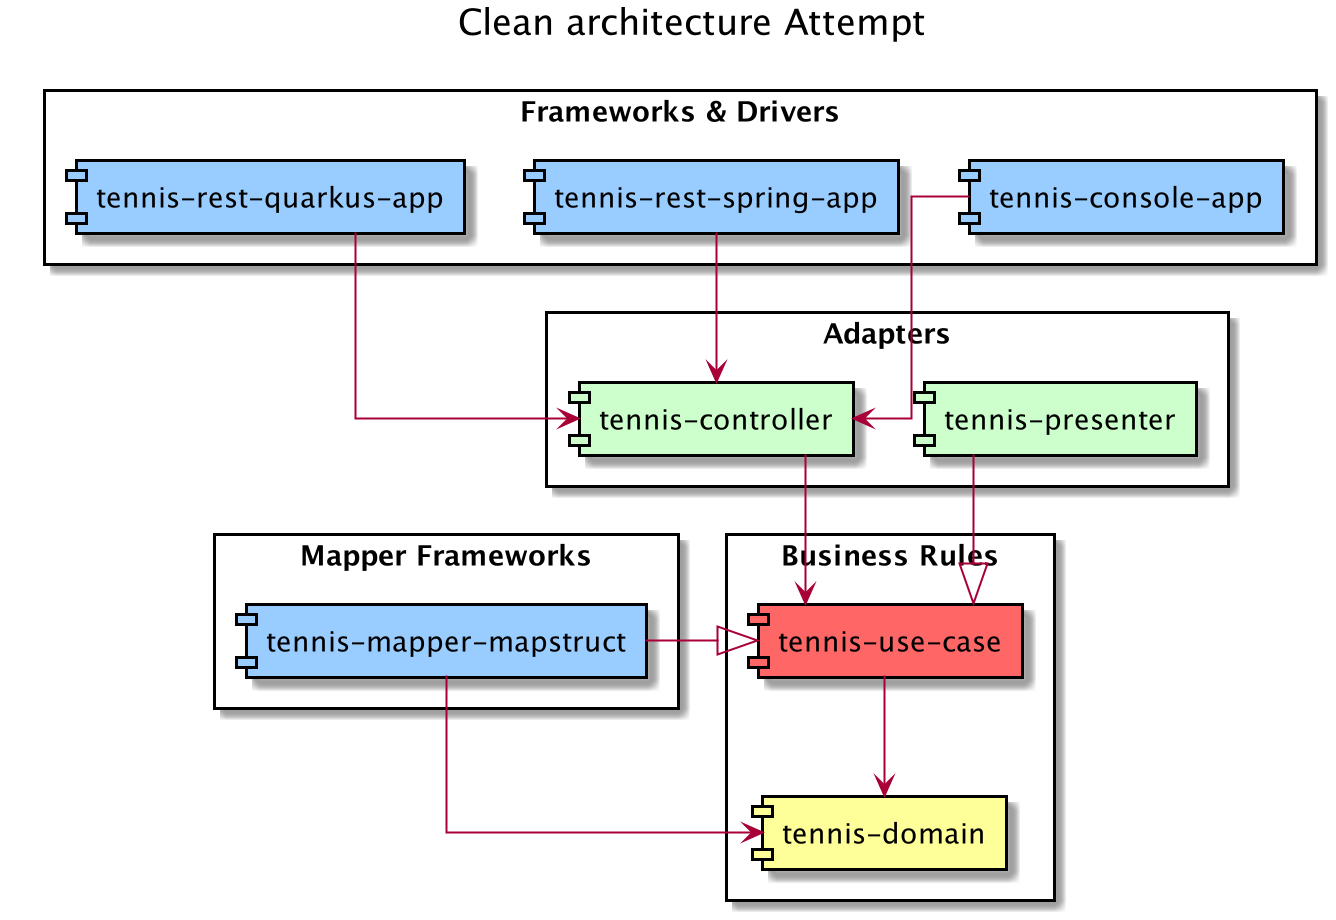 Clean architecture Attempt
Frameworks & Drivers
tennis-rest-quarkus-app
tennis-rest-spring-app
tennis-console-app
Adapters
tennis-controller
tennis-presenter
Mapper Frameworks
Business Rules
tennis-mapper-mapstruct
tennis-use-case
tennis-domain